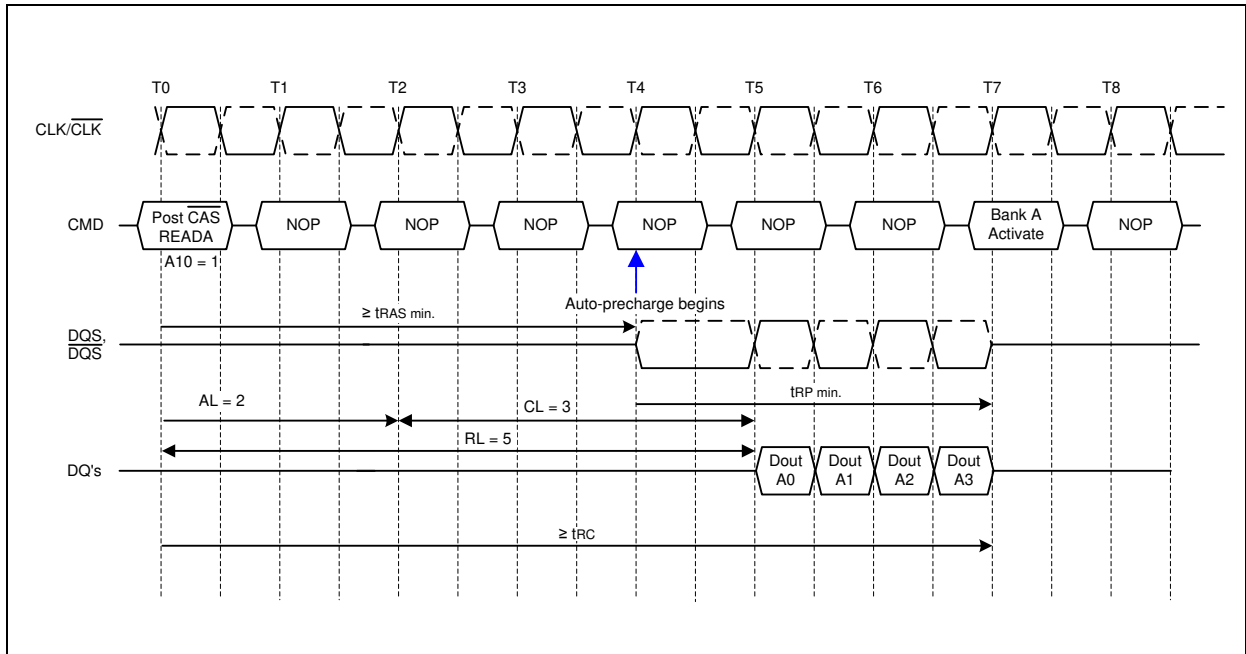 T0 T1 T2 T3 T4 T5 T6 T7 T8
CLK/CLK
CMD
Post CAS
READA
NOP NOP NOP NOP NOP NOP
Bank A
Activate
NOP
A10 = 1
Auto-precharge begins
≥ tRAS min.
DQS,
DQS
tRP min.
AL = 2
CL = 3
RL = 5
DQ's
Dout
A0
Dout
A1
Dout
A2
Dout
A3
≥ tRC